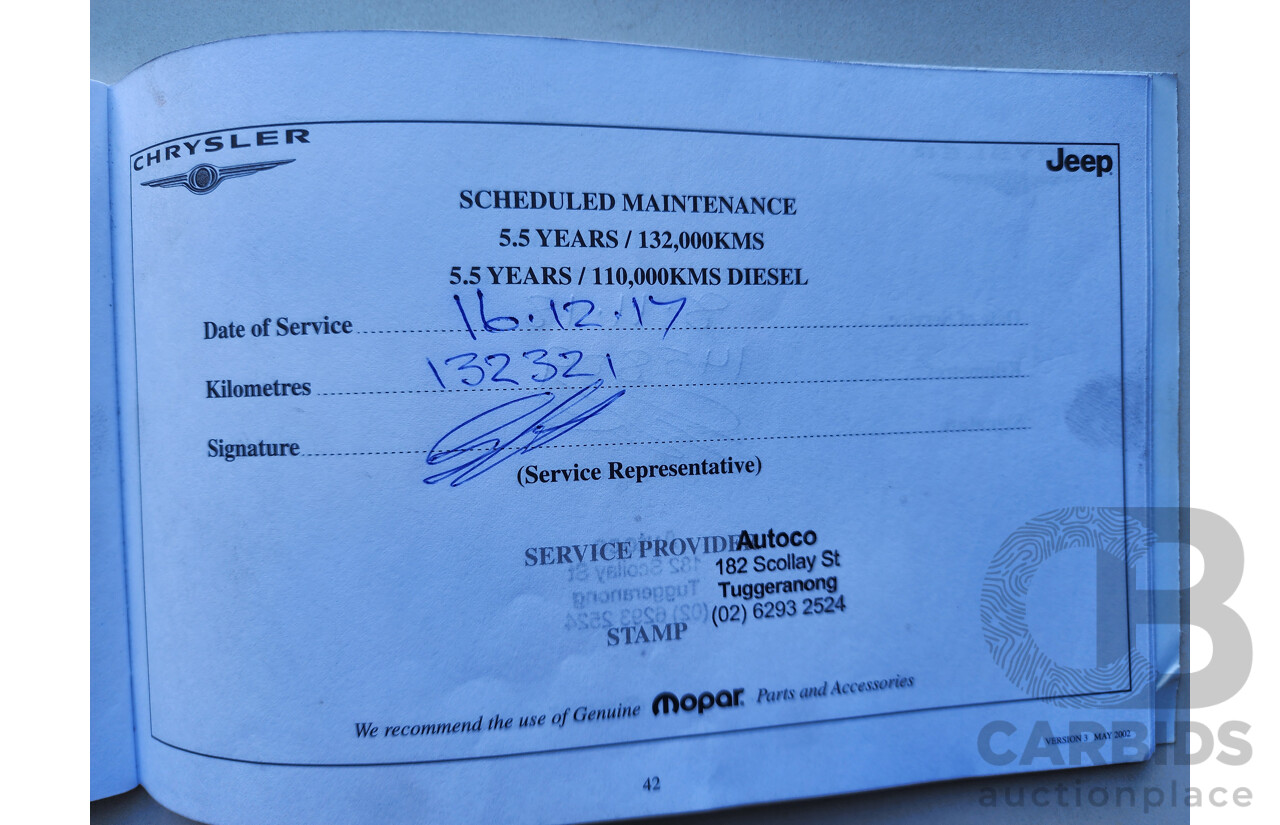 CHRYSLER
Jeep
SCHEDULED MAINTENANCE
5.5 YEARS / 132,000KMS
5.5 YEARS / 110,000KMS DIESEL
Date of Service 16.12.17
Kilometres 132321
Signature
(Service Representative)
SERVICE PROVIDER
Autoco
182 Scollay St
Tuggeranong
(02) 6293 2524
STAMP
We recommend the use of Genuine Mopar Parts and Accessories
VERSION 3 MAY 2002
42
CARBIDS
auctionplace